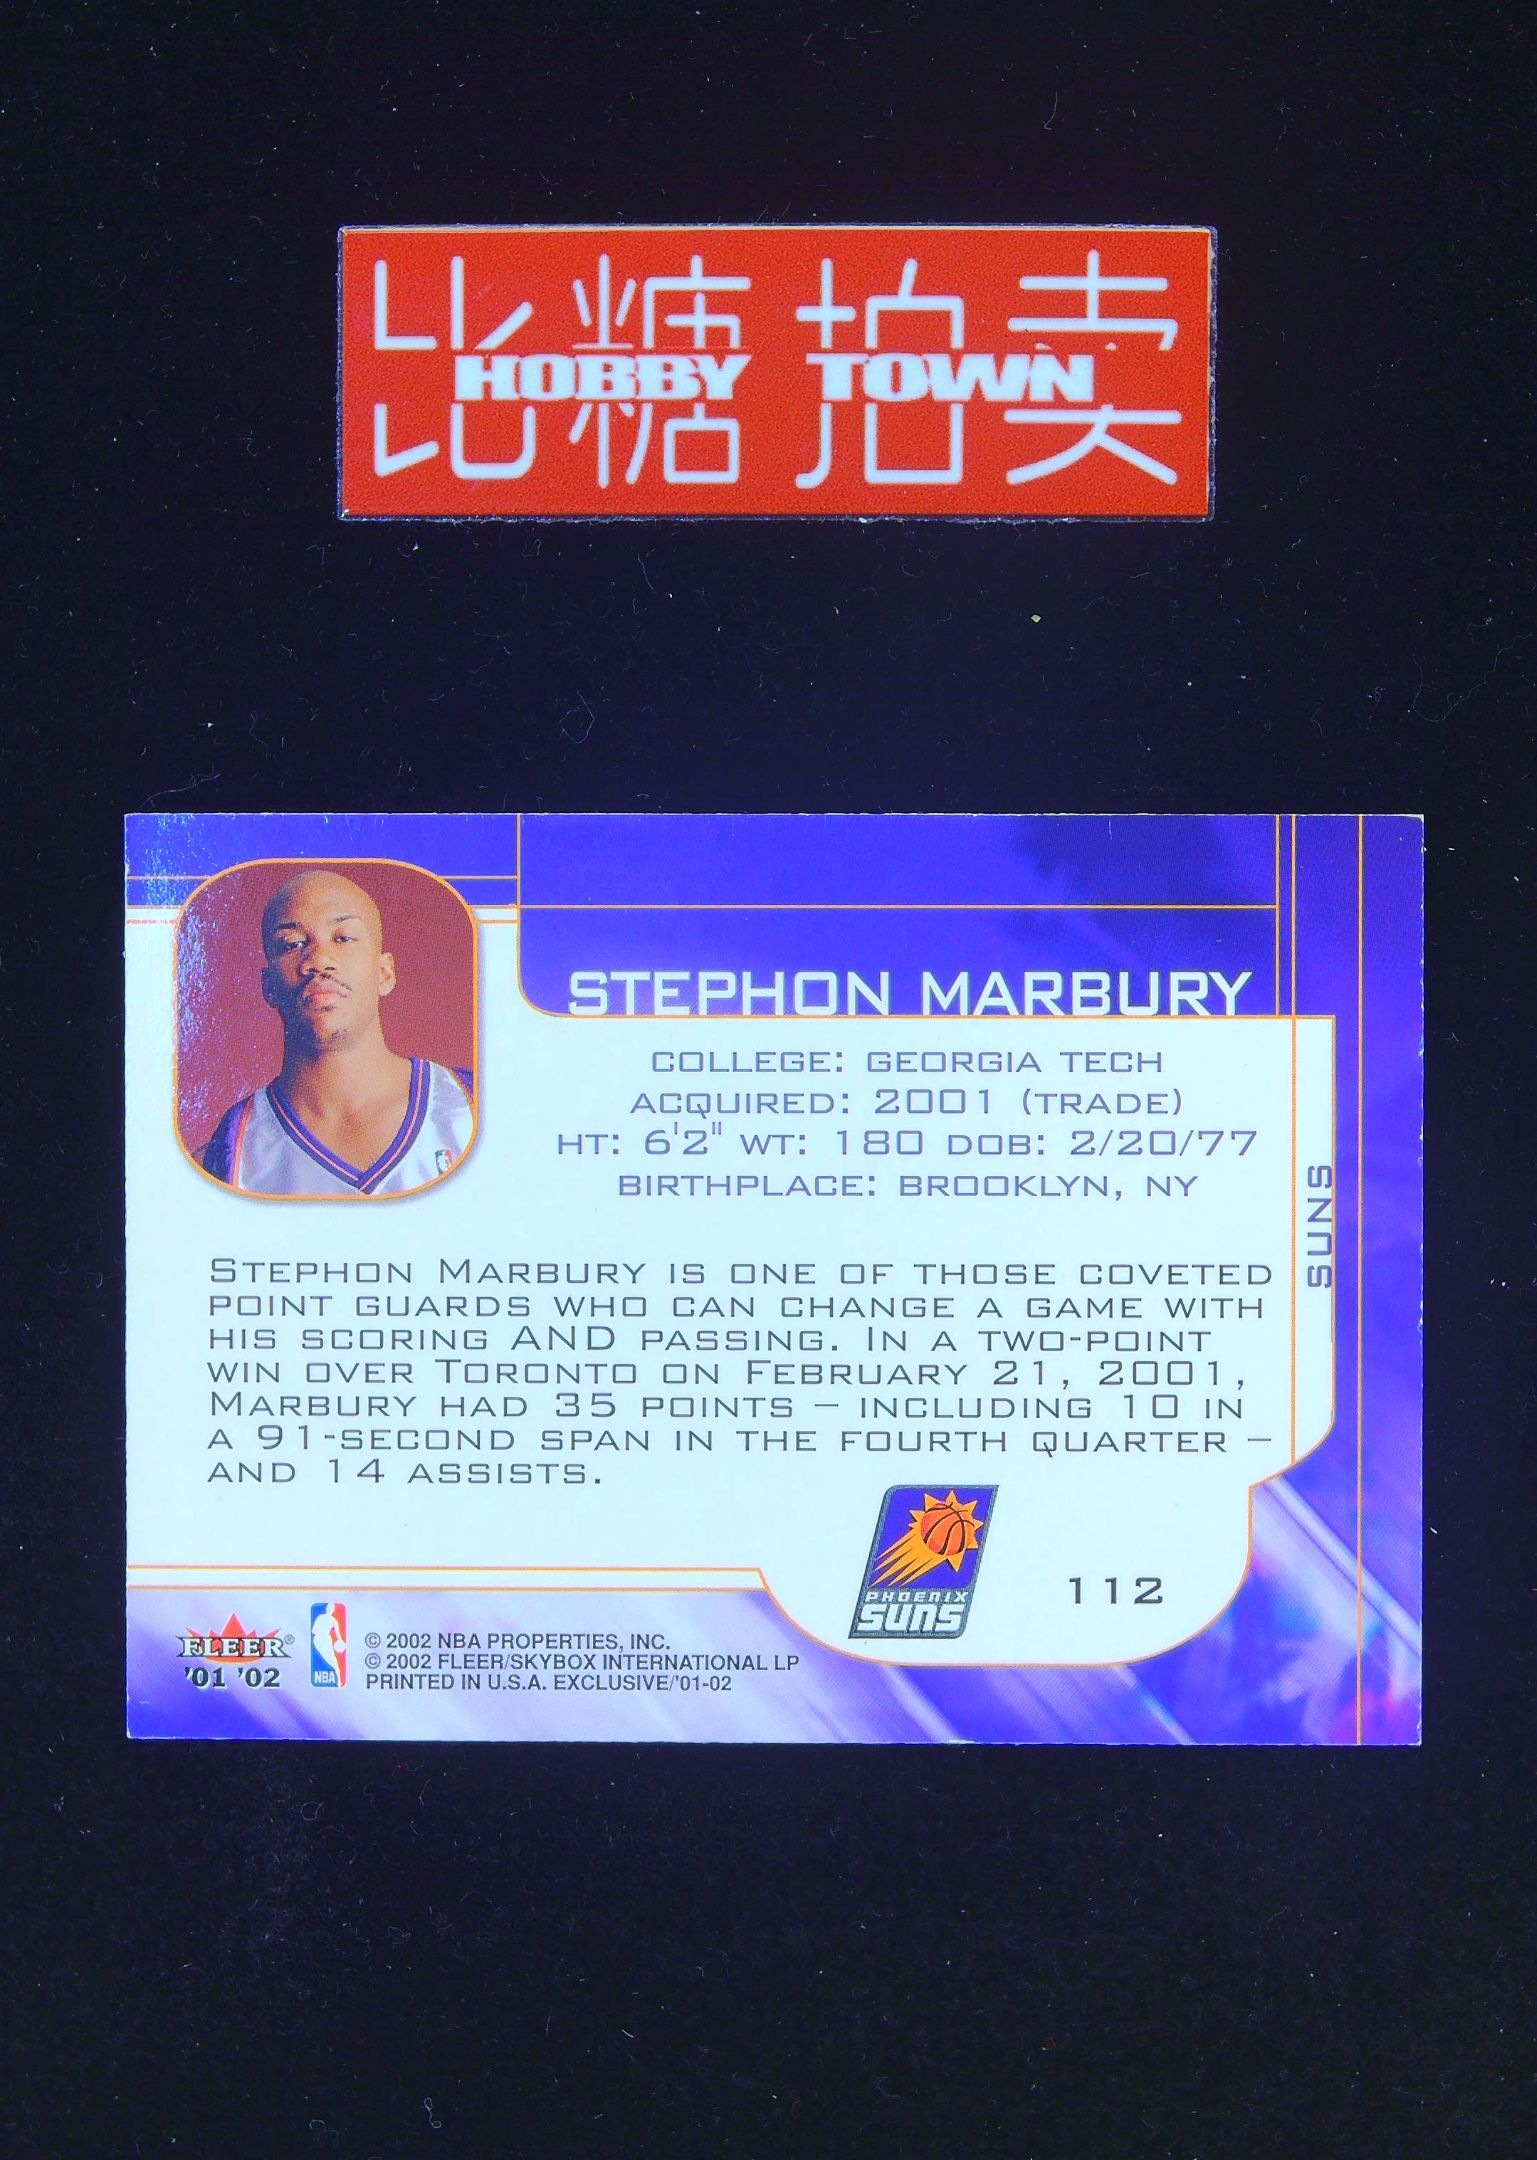 比糖拍卖
HOBBY TOWN
STEPHON MARBURY
COLLEGE: GEORGIA TECH
ACQUIRED: 2001 (TRADE)
HT: 6'2" WT: 180 DOB: 2/20/77
BIRTHPLACE: BROOKLYN, NY
SUNS
STEPHON MARBURY IS ONE OF THOSE COVETED
POINT GUARDS WHO CAN CHANGE A GAME WITH
HIS SCORING AND PASSING. IN A TWO-POINT
WIN OVER TORONTO ON FEBRUARY 21, 2001,
MARBURY HAD 35 POINTS – INCLUDING 10 IN
A 91-SECOND SPAN IN THE FOURTH QUARTER –
AND 14 ASSISTS.
PHOENIX
SUNS
112
FLEER®
'01 '02
NBA
© 2002 NBA PROPERTIES, INC.
© 2002 FLEER/SKYBOX INTERNATIONAL LP
PRINTED IN U.S.A. EXCLUSIVE/'01-02